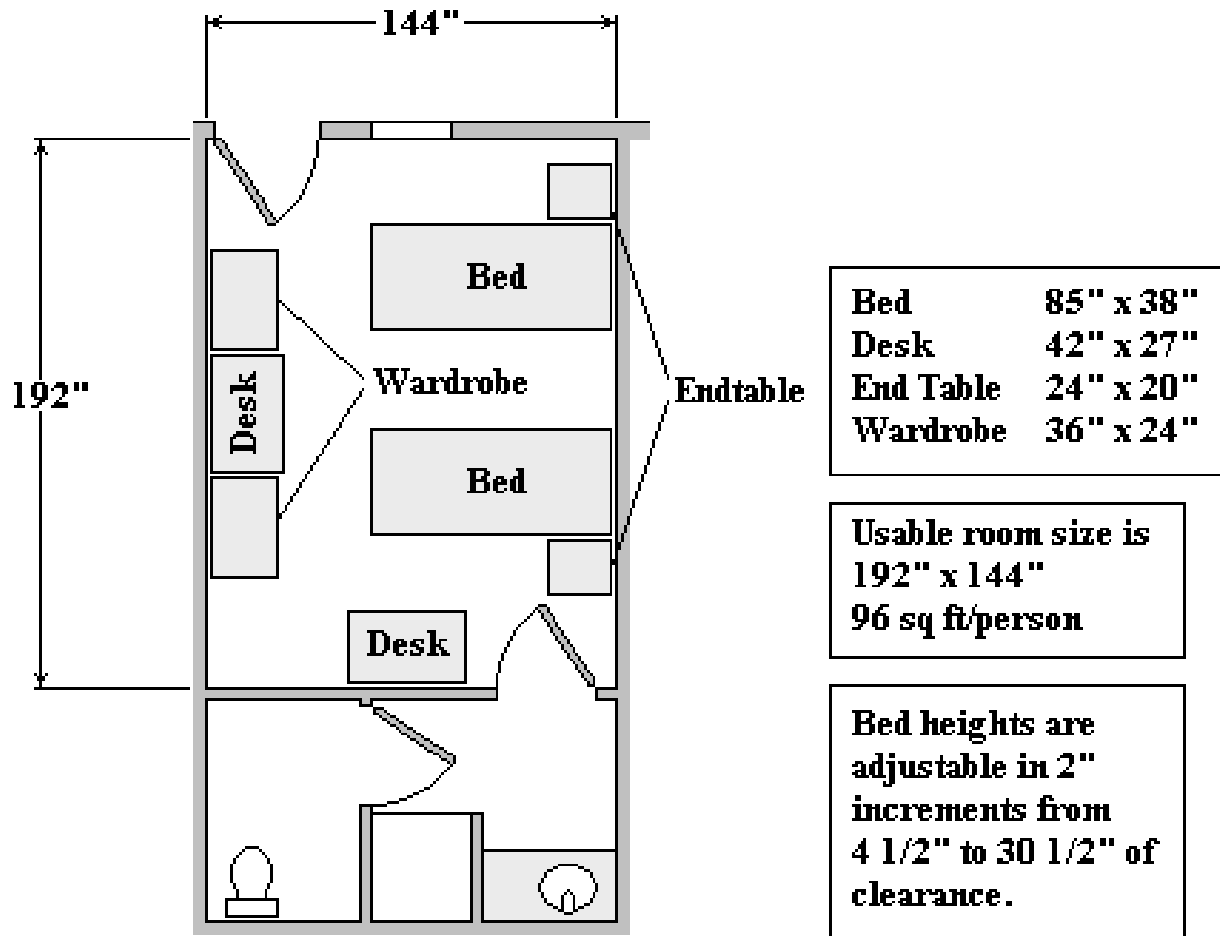 144"
Bed
Desk
192"
Wardrobe
Endtable
Bed
Desk
Bed 85" x 38"
Desk 42" x 27"
End Table 24" x 20"
Wardrobe 36" x 24"
Usable room size is
192" x 144"
96 sq ft/person
Bed heights are
adjustable in 2"
increments from
4 1/2" to 30 1/2" of
clearance.